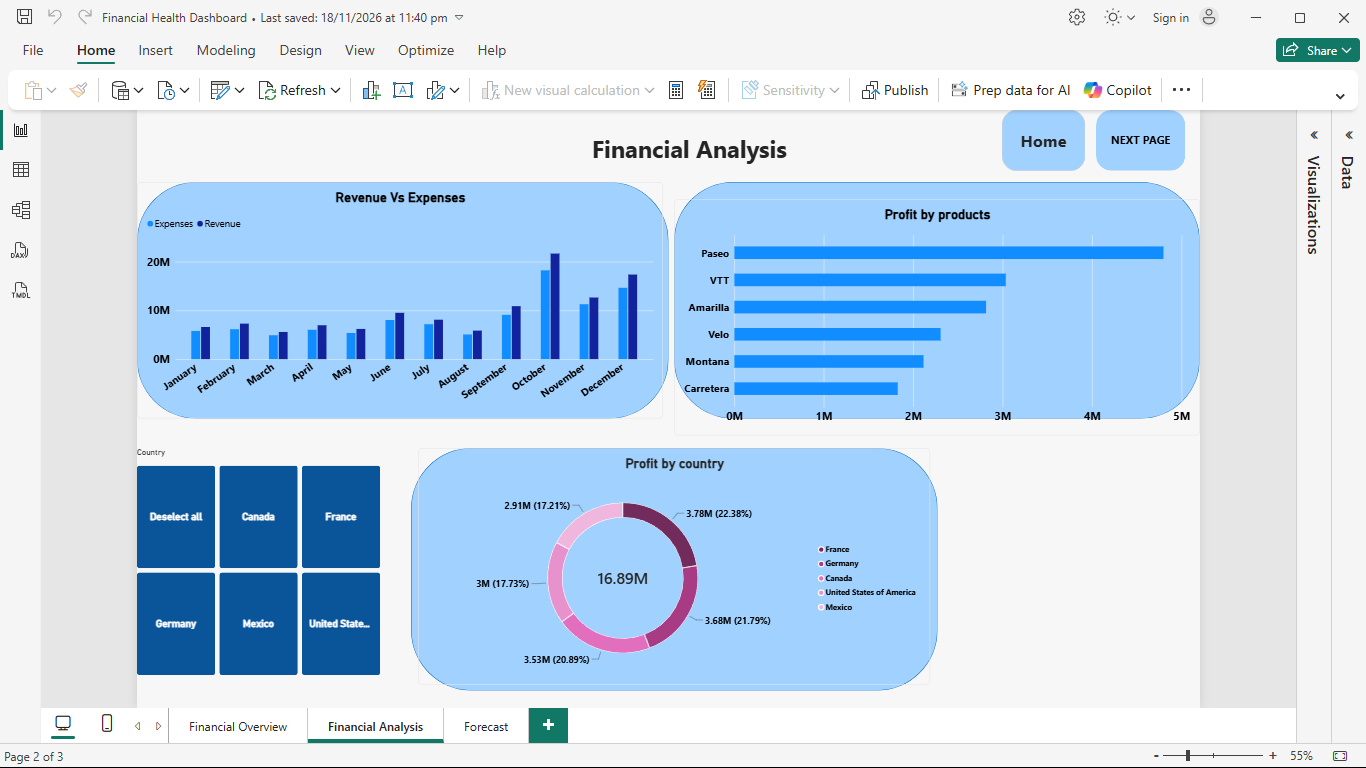 Financial Health Dashboard • Last saved: 18/11/2026 at 11:40 pm
Sign in
File Home Insert Modeling Design View Optimize Help
Share
Refresh
New visual calculation
Sensitivity
Publish
Prep data for AI
Copilot
DAX
TMDL
Financial Analysis
Home
NEXT PAGE
Revenue Vs Expenses
Expenses Revenue
20M
10M
0M
January February March April May June July August September October November December
Profit by products
Paseo
VTT
Amarilla
Velo
Montana
Carretera
0M 1M 2M 3M 4M 5M
Visualizations
Data
Country
Deselect all Canada France
Germany Mexico United State...
Profit by country
2.91M (17.21%)
3.78M (22.38%)
3M (17.73%)
16.89M
3.68M (21.79%)
3.53M (20.89%)
France
Germany
Canada
United States of America
Mexico
Financial Overview Financial Analysis Forecast
Page 2 of 3
- + 55%